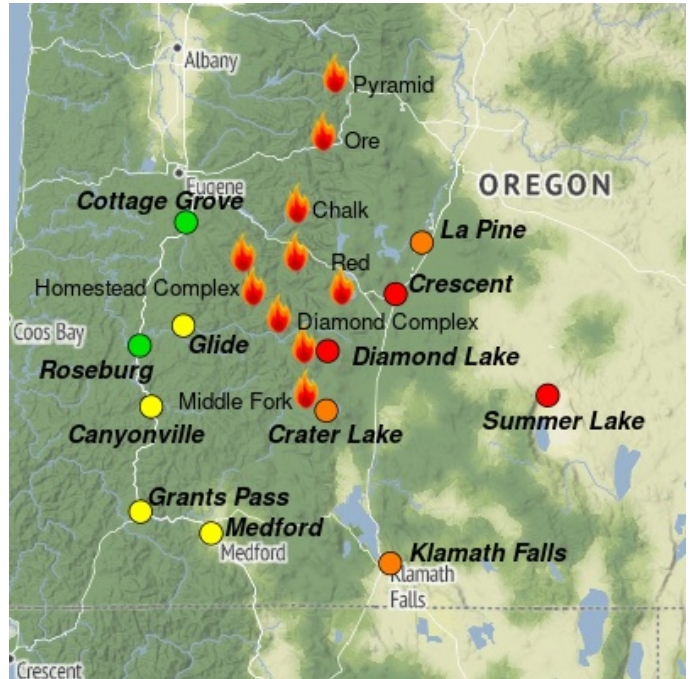 Albany
Pyramid
Ore
Eugene
OREGON
Cottage Grove
Chalk
La Pine
Red
Crescent
Homestead Complex
Diamond Complex
Coos Bay
Glide
Diamond Lake
Roseburg
Middle Fork
Canyonville
Crater Lake
Summer Lake
Grants Pass
Medford
Medford
Klamath Falls
Klamath
Falls
Crescent